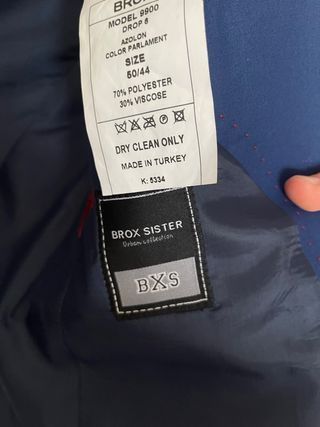 MODEL 9900
DROP 6
AZOLON
COLOR PARLAMENT
SIZE
50/44
70% POLYESTER
30% VISCOSE
DRY CLEAN ONLY
MADE IN TURKEY
K: 5334
BROX SISTER
Urban collection
BXS